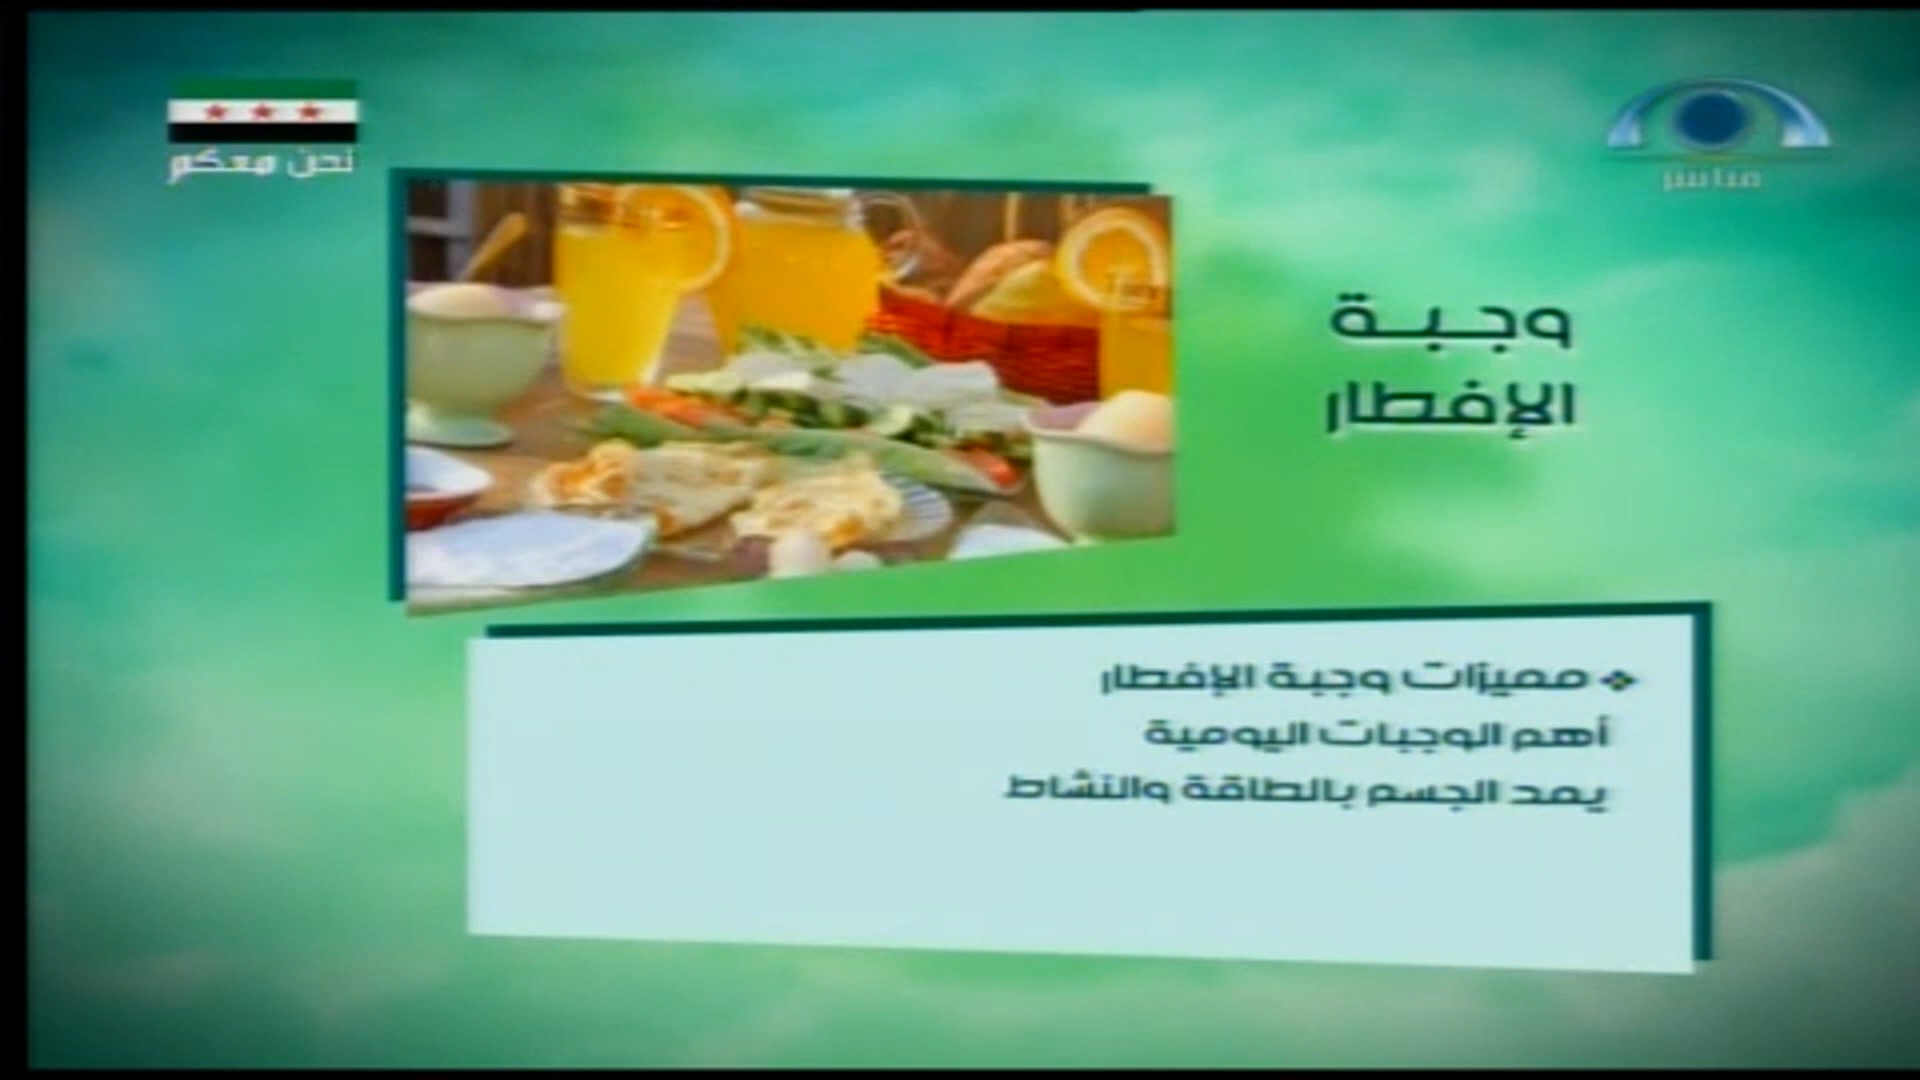 نحن معكم
مباشر
وجبة
الإفطار
مميزات وجبة الإفطار
أهم الوجبات اليومية
يمد الجسم بالطاقة والنشاط